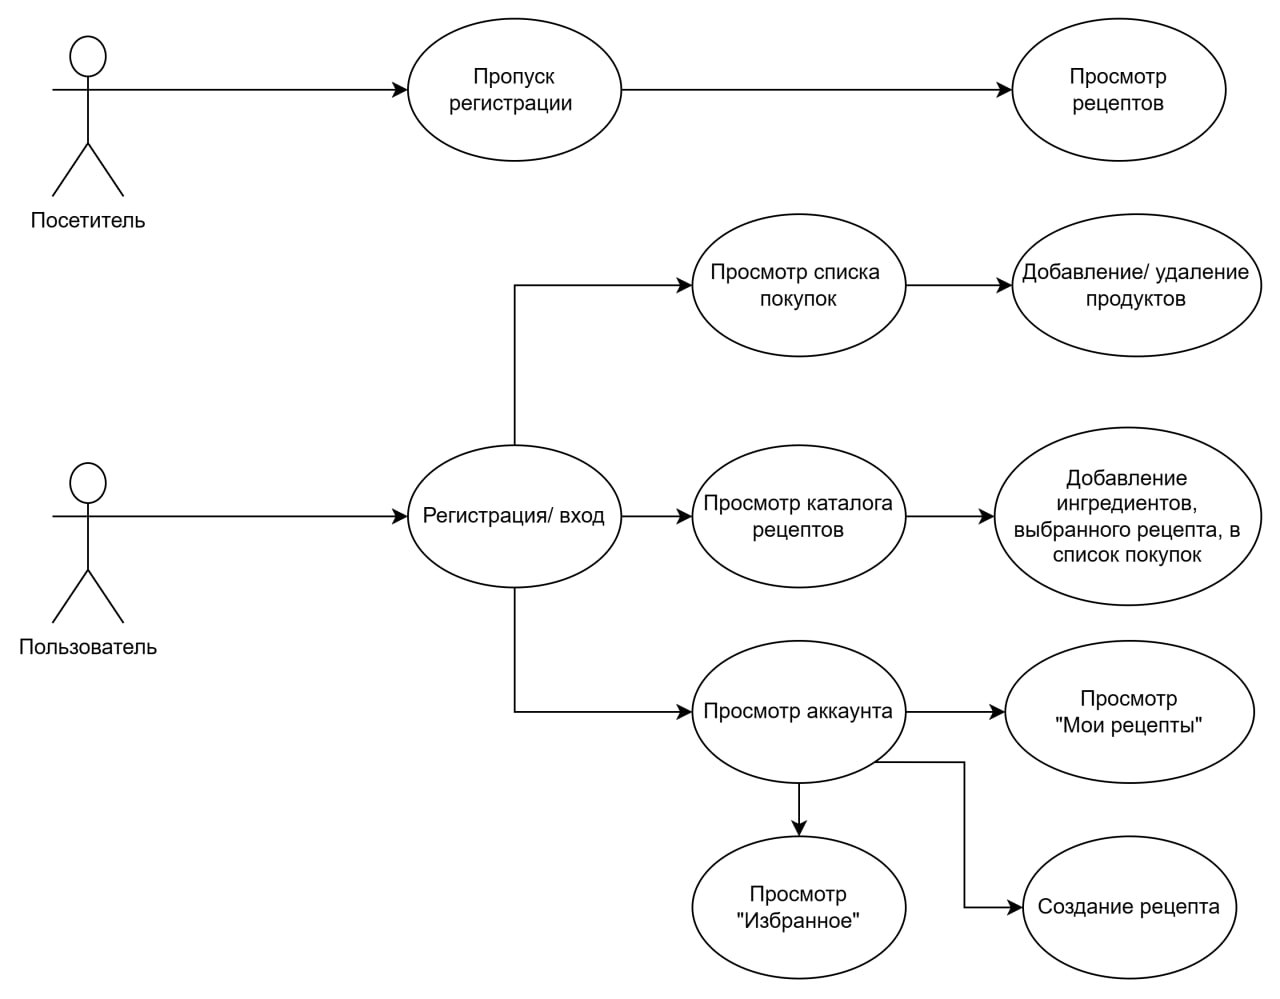 Пропуск
регистрации
Просмотр
рецептов
Посетитель
Просмотр списка
покупок
Добавление/ удаление
продуктов
Регистрация/ вход
Просмотр каталога
рецептов
Добавление
ингредиентов,
выбранного рецепта, в
список покупок
Пользователь
Просмотр аккаунта
Просмотр
"Мои рецепты"
Просмотр
"Избранное"
Создание рецепта